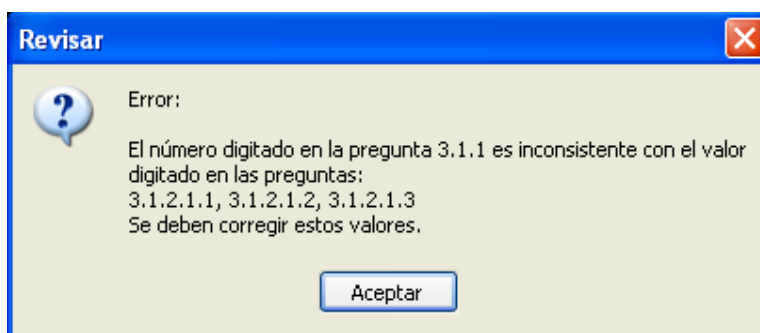 Revisar
Error:
El número digitado en la pregunta 3.1.1 es inconsistente con el valor
digitado en las preguntas:
3.1.2.1.1, 3.1.2.1.2, 3.1.2.1.3
Se deben corregir estos valores.
Aceptar